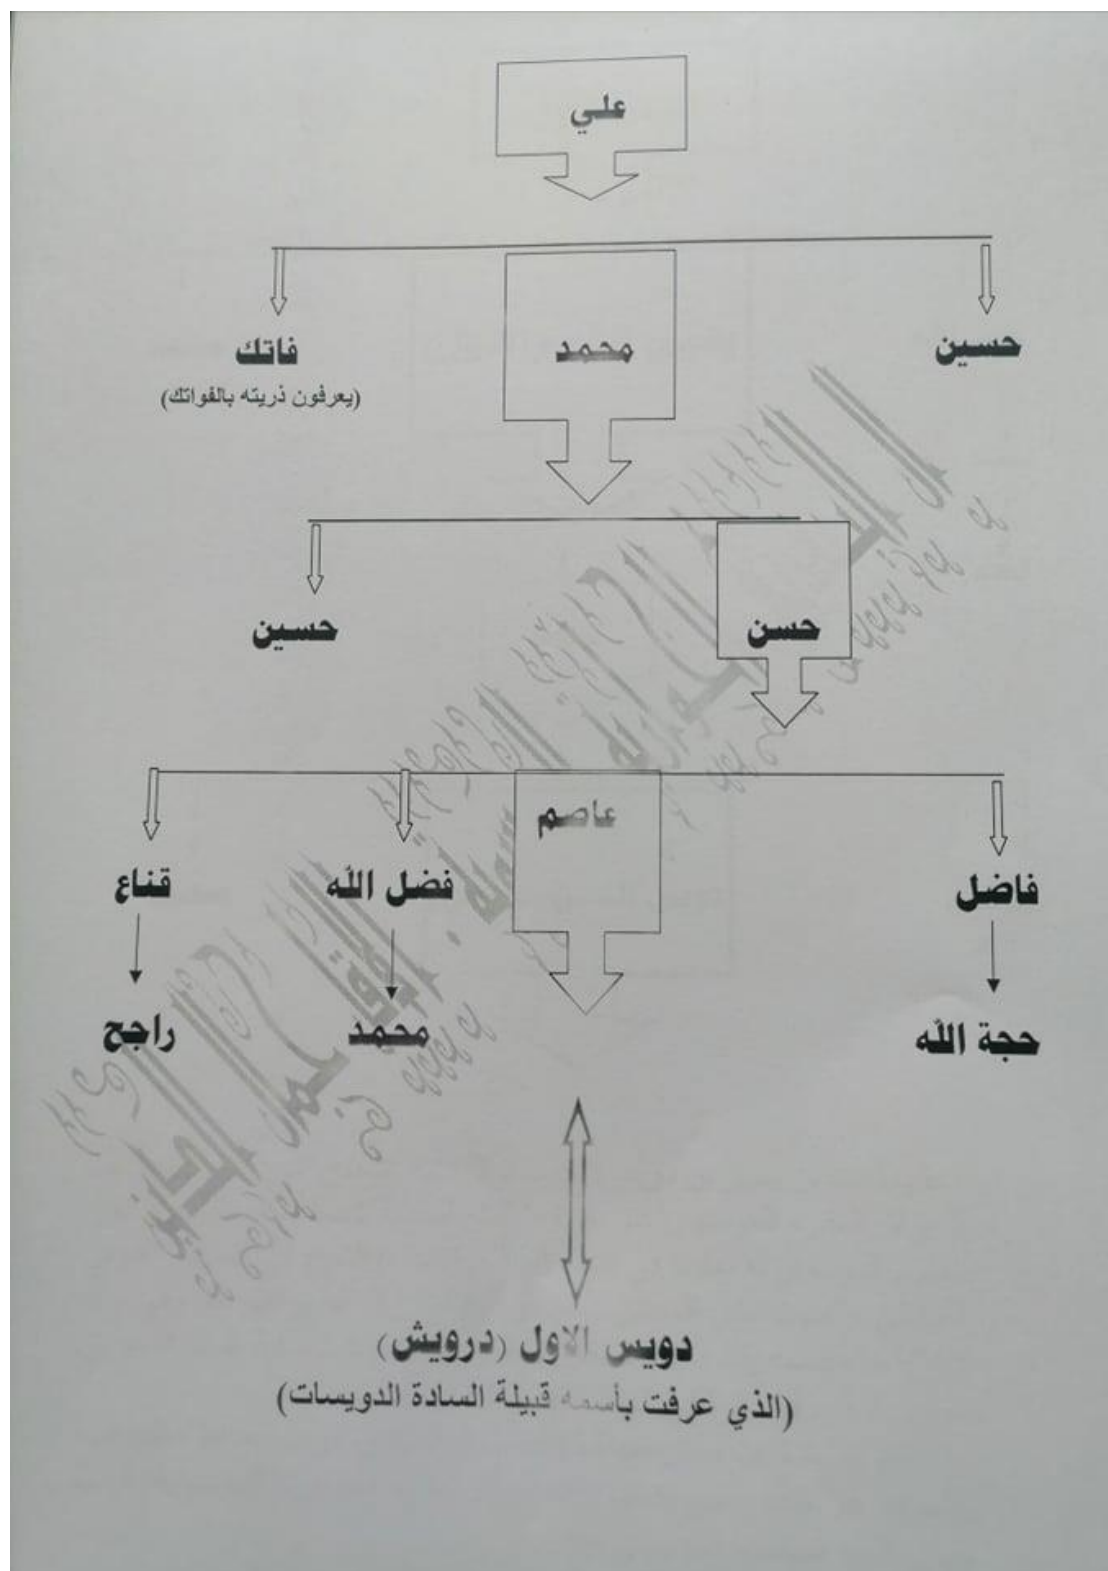 علي
حسين
محمد
فاتك
(يعرفون ذريته بالفواتك)
حسن
حسين
عاصم
فاضل
فضل الله
قناع
حجة الله
محمد
راجح
دويس الاول (درويش)
(الذي عرفت بأسمه قبيلة السادة الدويسات)